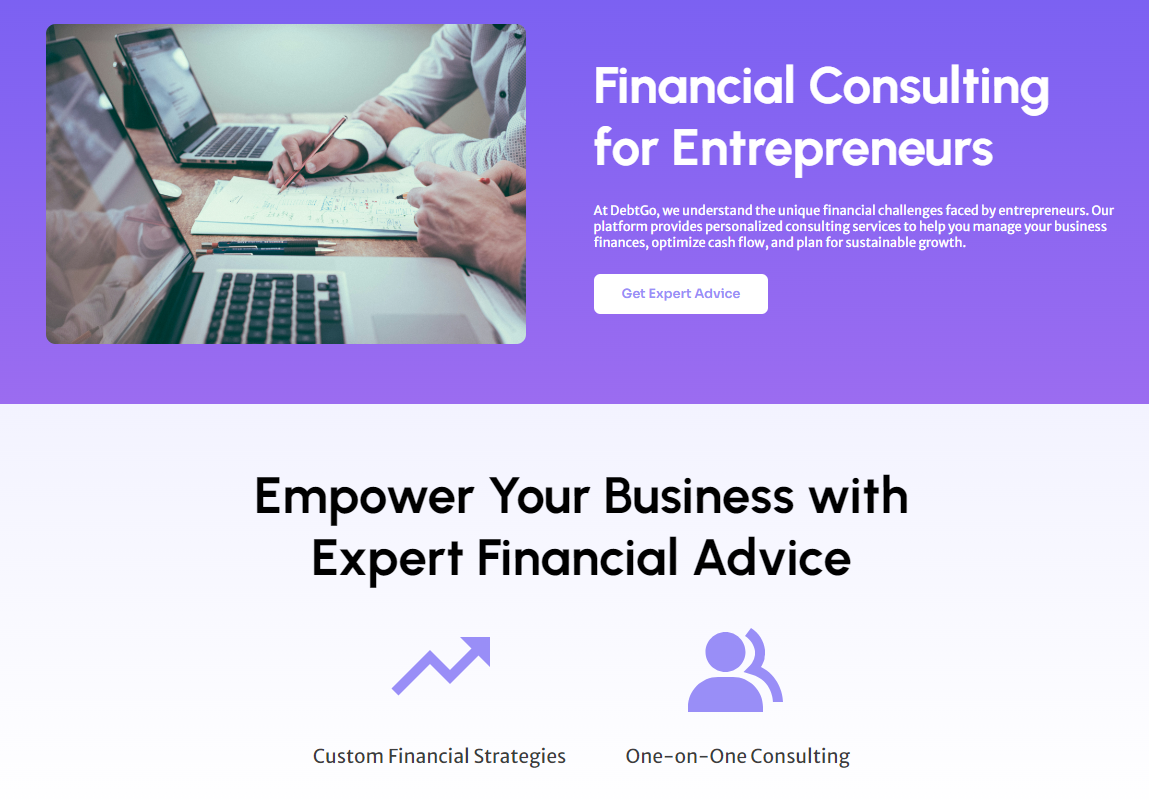 Financial Consulting
for Entrepreneurs
At DebtGo, we understand the unique financial challenges faced by entrepreneurs. Our
platform provides personalized consulting services to help you manage your business
finances, optimize cash flow, and plan for sustainable growth.
Get Expert Advice
Empower Your Business with
Expert Financial Advice
Custom Financial Strategies
One-on-One Consulting